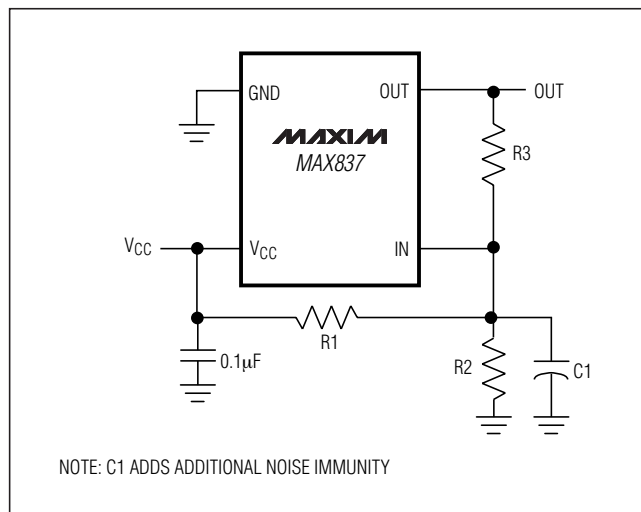 GND
OUT
OUT
MAXIM
MAX837
R3
VCC
VCC
IN
R1
0.1µF
R2
C1
NOTE: C1 ADDS ADDITIONAL NOISE IMMUNITY